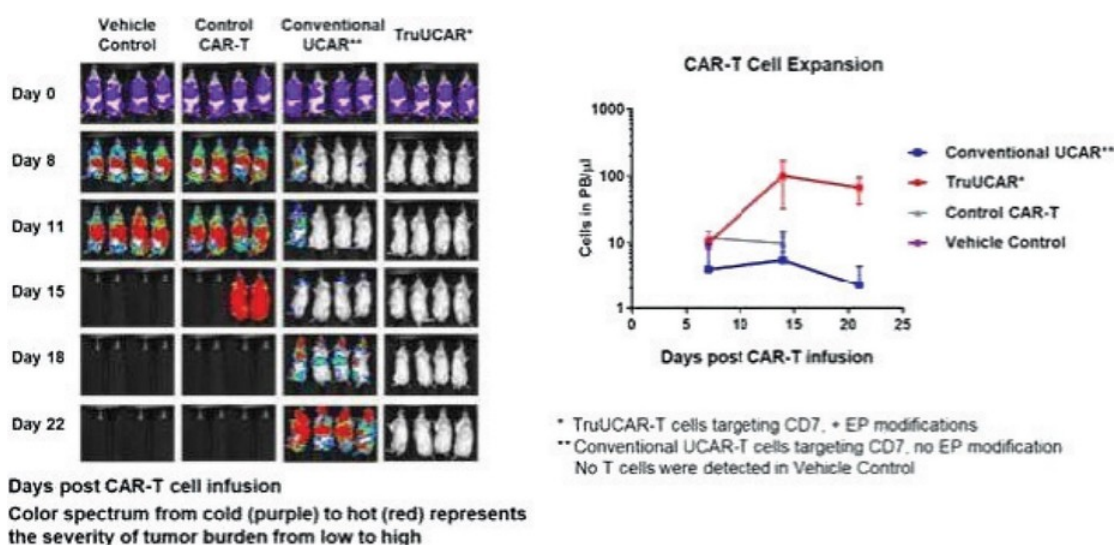 Vehicle Control
Control CAR-T
Conventional UCAR**
TruUCAR*
Day 0
Day 8
Day 11
Day 15
Day 18
Day 22
Days post CAR-T cell infusion
Color spectrum from cold (purple) to hot (red) represents
the severity of tumor burden from low to high
CAR-T Cell Expansion
Cells in PB/μl
1000
100
10
1
0 5 10 15 20 25
Days post CAR-T infusion
Conventional UCAR**
TruUCAR*
Control CAR-T
Vehicle Control
* TruUCAR-T cells targeting CD7, + EP modifications
** Conventional UCAR-T cells targeting CD7, no EP modification
No T cells were detected in Vehicle Control